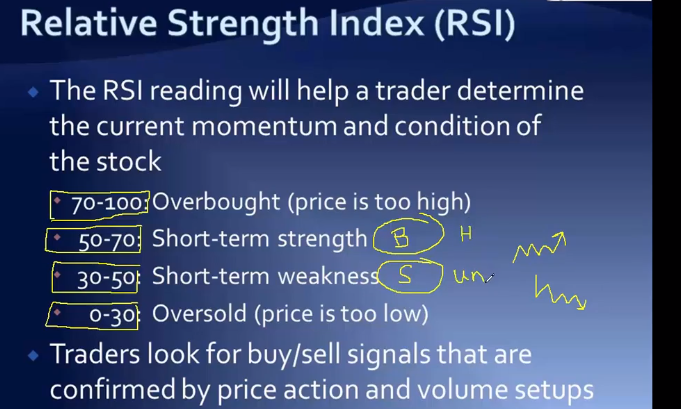 Relative Strength Index (RSI)
The RSI reading will help a trader determine
the current momentum and condition of
the stock
70-100: Overbought (price is too high)
50-70: Short-term strength B H
30-50: Short-term weakness S un
0-30: Oversold (price is too low)
Traders look for buy/sell signals that are
confirmed by price action and volume setups